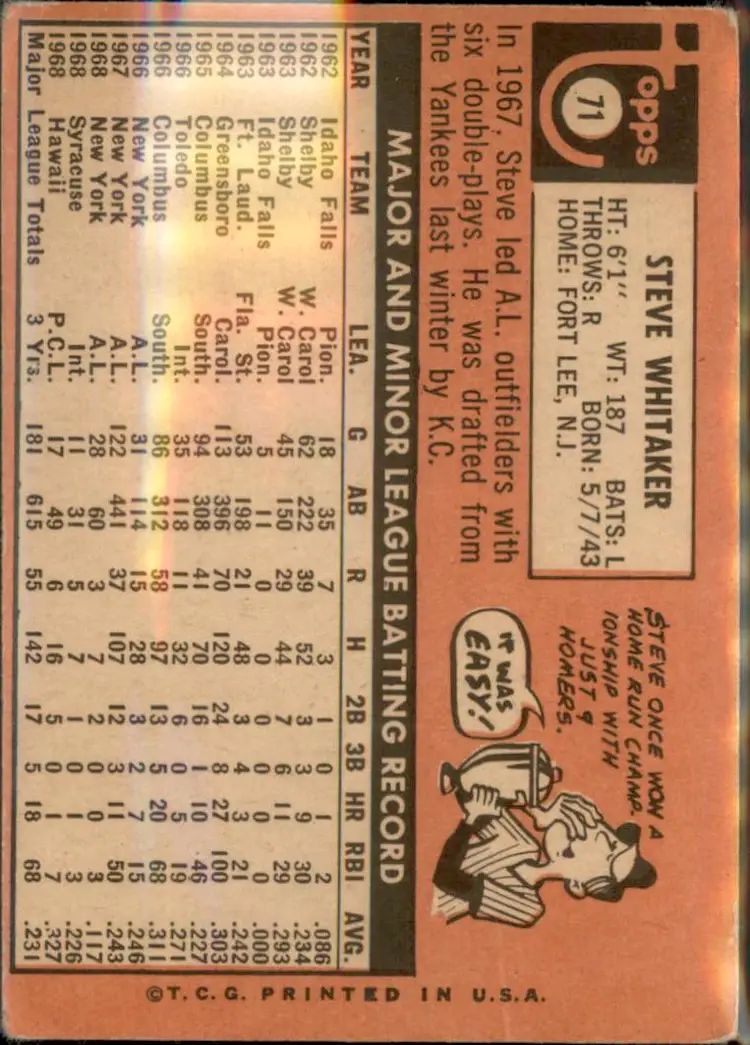 Topps
71
STEVE WHITAKER
HT: 6'1" WT: 187 BATS: L
THROWS: R BORN: 5/7/43
HOME: FORT LEE, N.J.
In 1967, Steve led A.L. outfielders with
six double-plays. He was drafted from
the Yankees last winter by K.C.
STEVE ONCE WON A
HOME RUN CHAMP-
IONSHIP WITH
JUST 9
HOMERS.
IT WAS
EASY!
MAJOR AND MINOR LEAGUE BATTING RECORD
YEAR TEAM LEA. G AB R H 2B 3B HR RBI AVG.
1962 Idaho Falls Pion. 18 35 7 3 1 0 1 2 .086
1962 Shelby W. Carol 62 222 39 52 3 3 9 30 .234
1963 Shelby W. Carol 45 150 29 44 7 6 11 29 .293
1963 Idaho Falls Pion. 5 11 0 0 0 0 0 0 .000
1963 Ft. Laud. Fla. St. 53 198 21 48 3 4 3 21 .242
1964 Greensboro Carol. 113 396 70 120 24 8 27 100 .303
1965 Columbus South. 94 308 41 70 16 1 10 46 .227
1966 Toledo Int. 35 118 11 32 6 0 5 19 .271
1966 Columbus South. 86 312 58 97 13 5 20 68 .311
1966 New York A.L. 31 114 15 28 3 2 7 15 .246
1967 New York A.L. 122 441 37 107 12 3 11 50 .243
1968 New York A.L. 28 60 3 7 2 0 0 3 .117
1968 Syracuse Int. 11 31 5 7 1 0 1 3 .226
1968 Hawaii P.C.L. 17 49 6 16 5 0 1 7 .327
Major League Totals 3 Yrs. 181 615 55 142 17 5 18 68 .231
©T.C.G. PRINTED IN U.S.A.